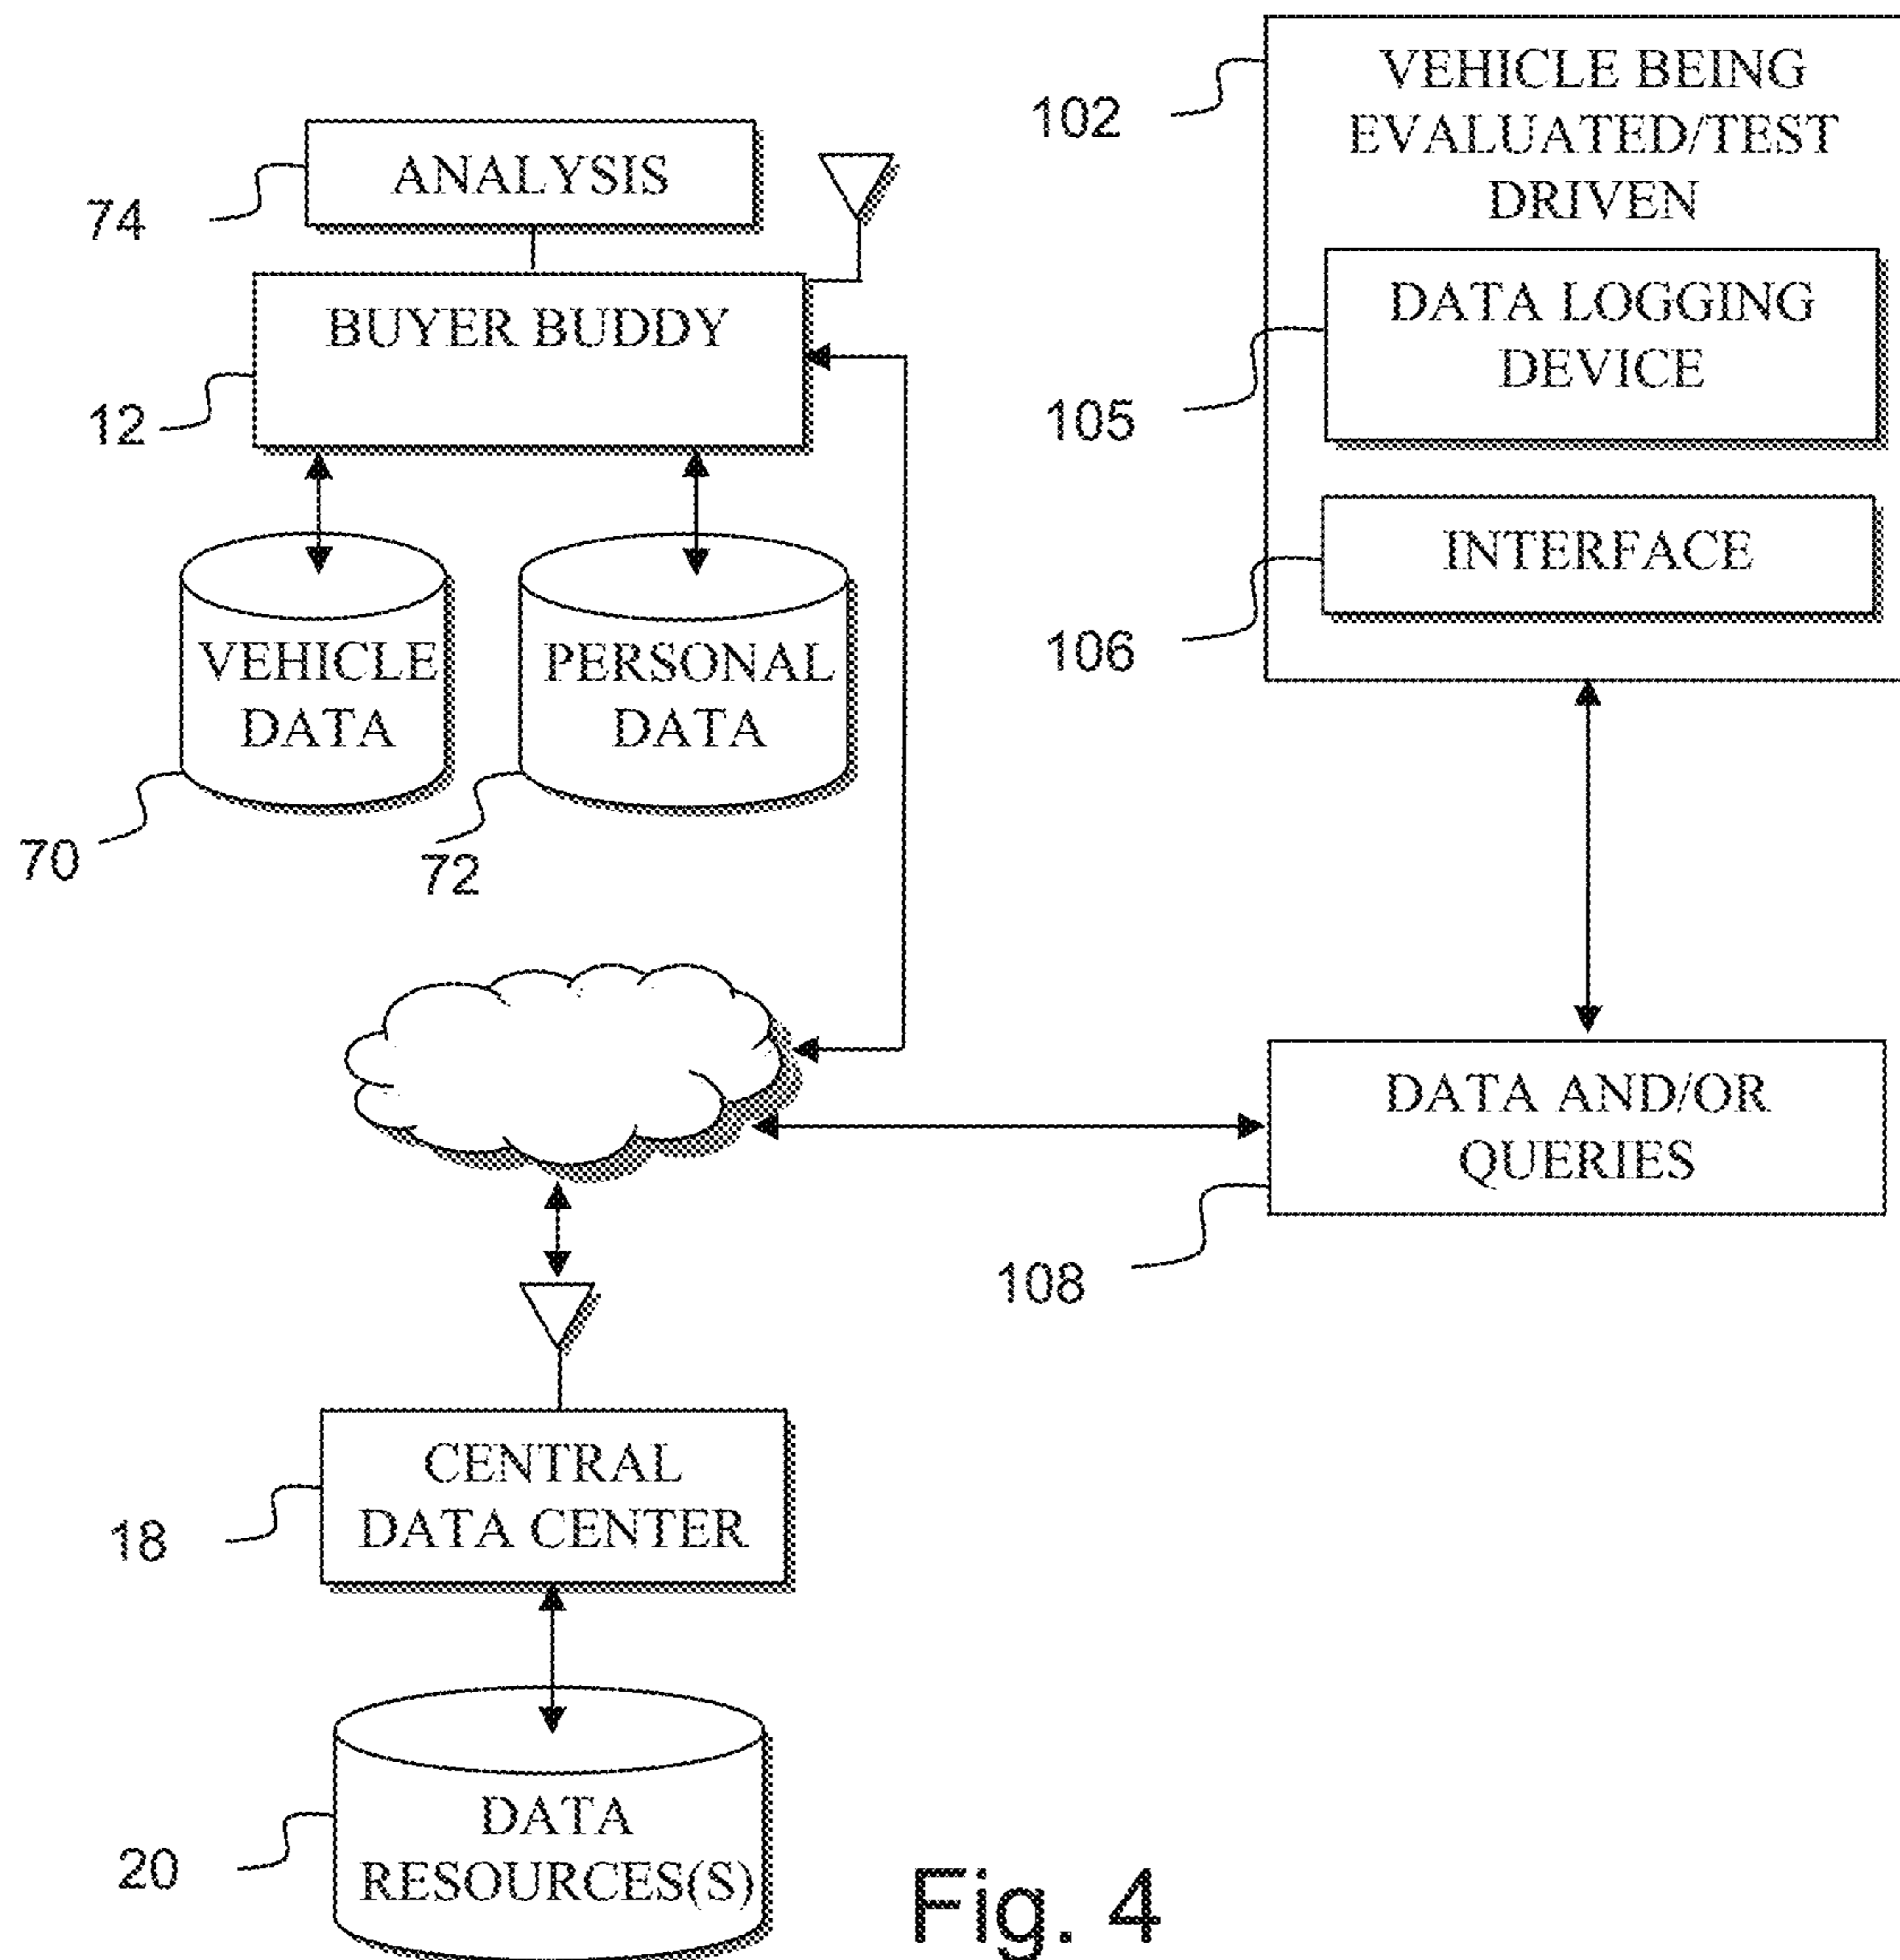 ANALYSIS
74
BUYER BUDDY
12
VEHICLE
DATA
70
PERSONAL
DATA
72
VEHICLE BEING
EVALUATED/TEST
DRIVEN
102
DATA LOGGING
DEVICE
105
INTERFACE
106
DATA AND/OR
QUERIES
108
CENTRAL
DATA CENTER
18
DATA
RESOURCES(S)
20
Fig. 4